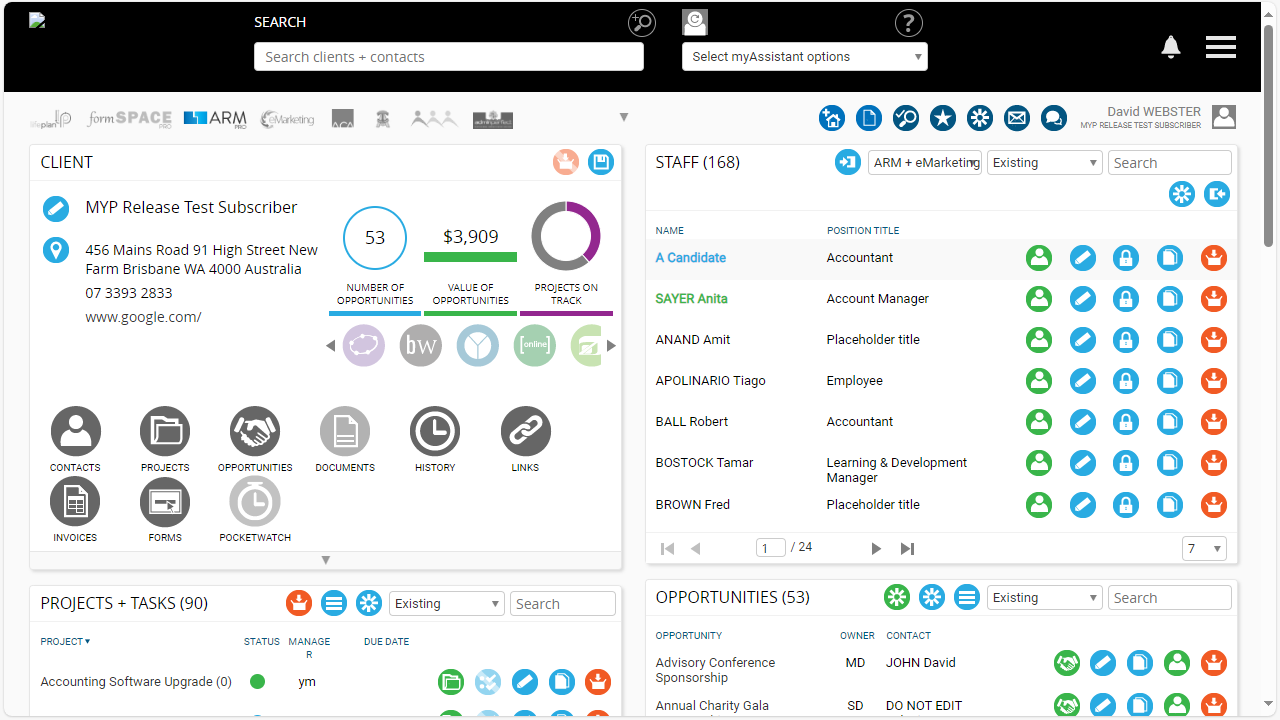 SEARCH
Search clients + contacts
Select myAssistant options
?
lifeplan
formSPACE PRO
ARM PRO
eMarketing
ACA
David WEBSTER
MYP RELEASE TEST SUBSCRIBER
CLIENT
MYP Release Test Subscriber
456 Mains Road 91 High Street New
Farm Brisbane WA 4000 Australia
07 3393 2833
www.google.com/
53
$3,909
NUMBER OF
OPPORTUNITIES
VALUE OF
OPPORTUNITIES
PROJECTS ON
TRACK
bw
[online]
CONTACTS
PROJECTS
OPPORTUNITIES
DOCUMENTS
HISTORY
LINKS
INVOICES
FORMS
POCKETWATCH
STAFF (168)
ARM + eMarketing
Existing
Search
NAME
POSITION TITLE
A Candidate
Accountant
SAYER Anita
Account Manager
ANAND Amit
Placeholder title
APOLINARIO Tiago
Employee
BALL Robert
Accountant
BOSTOCK Tamar
Learning & Development
Manager
BROWN Fred
Placeholder title
1
/ 24
7
PROJECTS + TASKS (90)
Existing
Search
PROJECT
STATUS
MANAGE
R
DUE DATE
Accounting Software Upgrade (0)
ym
OPPORTUNITIES (53)
Existing
Search
OPPORTUNITY
OWNER
CONTACT
Advisory Conference
Sponsorship
MD
JOHN David
Annual Charity Gala
SD
DO NOT EDIT